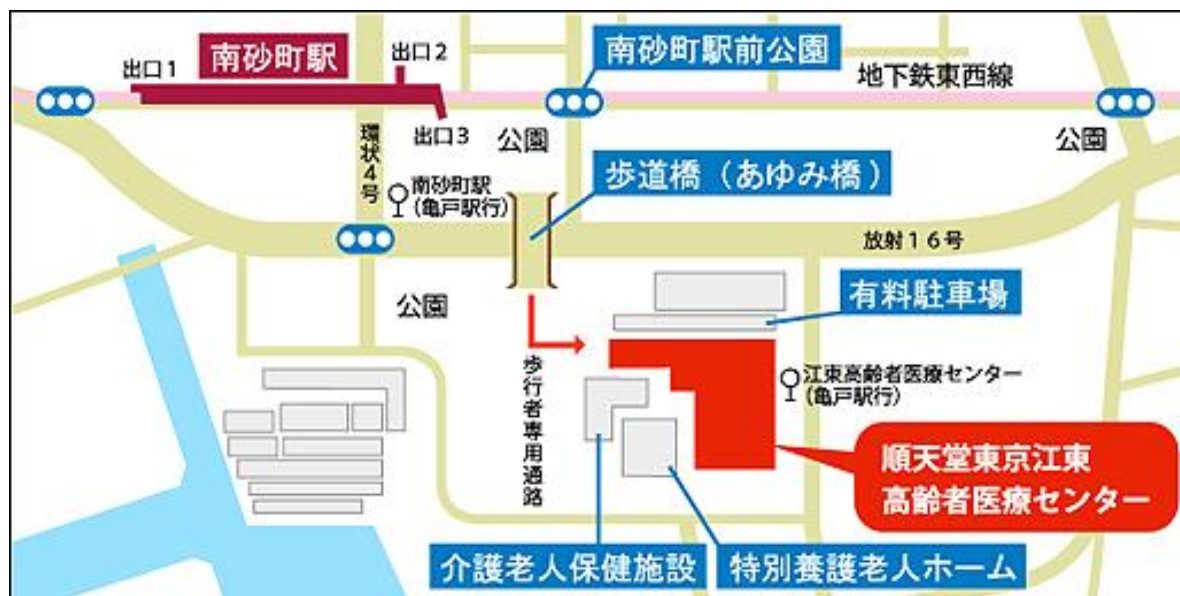 出口1
南砂町駅
出口2
南砂町駅前公園
地下鉄東西線
出口3
公園
公園
環状4号
南砂町駅
(亀戸駅行)
歩道橋（あゆみ橋）
放射16号
公園
有料駐車場
歩行者専用通路
江東高齢者医療センター
(亀戸駅行)
順天堂東京江東
高齢者医療センター
介護老人保健施設
特別養護老人ホーム